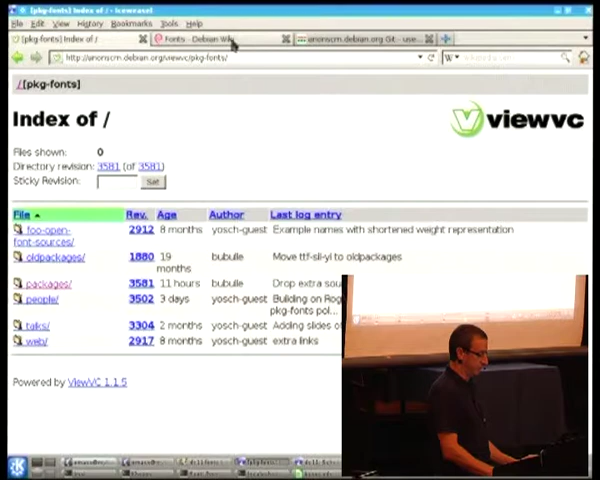 [pkg-fonts] Index of / - Iceweasel
File Edit View History Bookmarks Tools Help
[pkg-fonts] Index of / Fonts - Debian Wiki anonscm.debian.org Git - use...
http://anonscm.debian.org/viewvc/pkg-fonts/
/[pkg-fonts]
Index of /
viewvc
Files shown: 0
Directory revision: 3581 (of 3581)
Sticky Revision: Set
File Rev. Age Author Last log entry
foo-open-font-sources/ 2912 8 months yosch-guest Example names with shortened weight representation
oldpackages/ 1880 19 months bubulle Move ttf-sil-yi to oldpackages
packages/ 3581 11 hours bubulle Drop extra sou
people/ 3502 3 days yosch-guest Building on Rog
pkg-fonts pol...
talks/ 3304 2 months yosch-guest Adding slides o
web/ 2917 8 months yosch-guest extra links
Powered by ViewVC 1.1.5